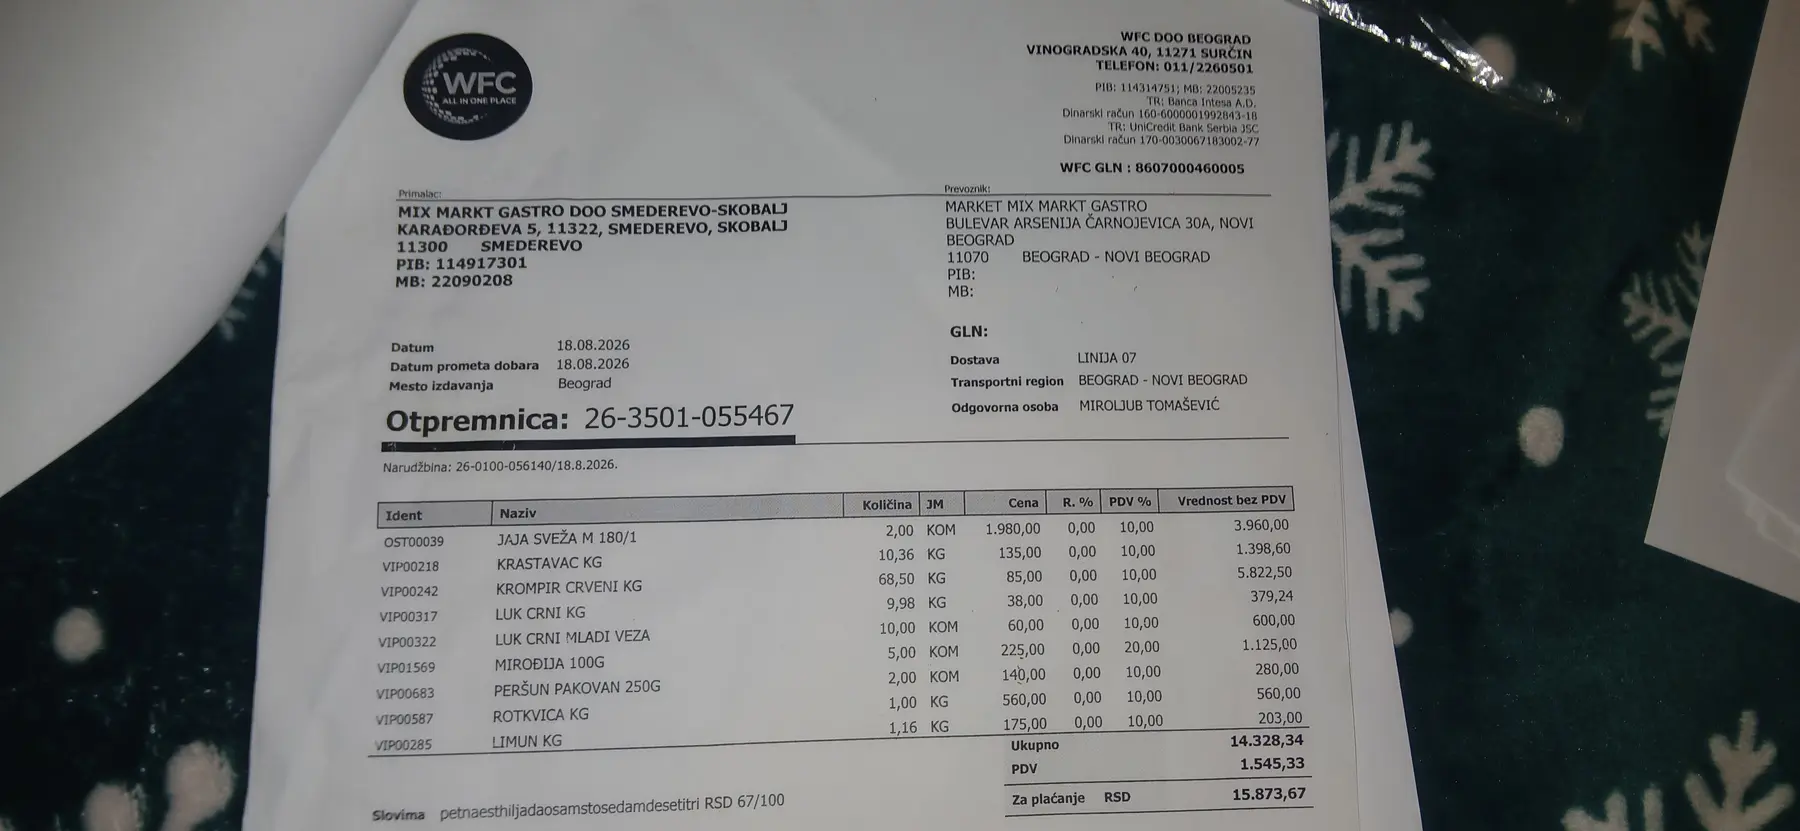 WFC
ALL IN ONE PLACE
WFC DOO BEOGRAD
VINOGRADSKA 40, 11271 SURČIN
TELEFON: 011/2260501
PIB: 114314751; MB: 22005235
TR: Banca Intesa A.D.
Dinarski račun 160-6000001992843-18
TR: UniCredit Bank Serbia JSC
Dinarski račun 170-0030067183002-77
WFC GLN : 8607000460005
Primalac:
MIX MARKT GASTRO DOO SMEDEREVO-SKOBALJ
KARAĐORĐEVA 5, 11322, SMEDEREVO, SKOBALJ
11300 SMEDEREVO
PIB: 114917301
MB: 22090208
Prevoznik:
MARKET MIX MARKT GASTRO
BULEVAR ARSENIJA ČARNOJEVICA 30A, NOVI
BEOGRAD
11070 BEOGRAD - NOVI BEOGRAD
PIB:
MB:
GLN:
Datum 18.08.2026
Datum prometa dobara 18.08.2026
Mesto izdavanja Beograd
Dostava LINIJA 07
Transportni region BEOGRAD - NOVI BEOGRAD
Odgovorna osoba MIROLJUB TOMAŠEVIĆ
Otpremnica: 26-3501-055467
Narudžbina: 26-0100-056140/18.8.2026.
Ident Naziv Količina JM Cena R. % PDV % Vrednost bez PDV
OST00039 JAJA SVEŽA M 180/1 2,00 KOM 1.980,00 0,00 10,00 3.960,00
VIP00218 KRASTAVAC KG 10,36 KG 135,00 0,00 10,00 1.398,60
VIP00242 KROMPIR CRVENI KG 68,50 KG 85,00 0,00 10,00 5.822,50
VIP00317 LUK CRNI KG 9,98 KG 38,00 0,00 10,00 379,24
VIP00322 LUK CRNI MLADI VEZA 10,00 KOM 60,00 0,00 10,00 600,00
VIP01569 MIROĐIJA 100G 5,00 KOM 225,00 0,00 20,00 1.125,00
VIP00683 PERŠUN PAKOVAN 250G 2,00 KOM 140,00 0,00 10,00 280,00
VIP00587 ROTKVICA KG 1,00 KG 560,00 0,00 10,00 560,00
VIP00285 LIMUN KG 1,16 KG 175,00 0,00 10,00 203,00
Ukupno 14.328,34
PDV 1.545,33
Za plaćanje RSD 15.873,67
Slovima petnaesthiljadaosamstosedamdesetitri RSD 67/100